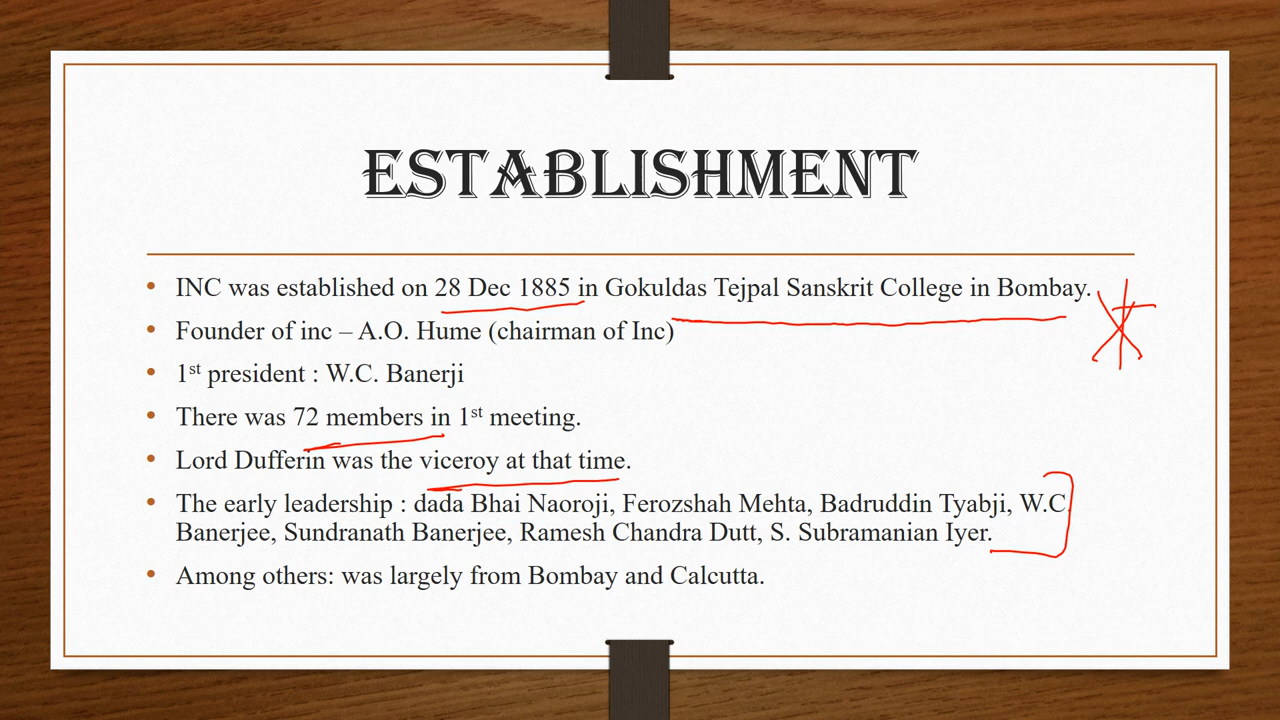 ESTABLISHMENT
• INC was established on 28 Dec 1885 in Gokuldas Tejpal Sanskrit College in Bombay.
• Founder of inc – A.O. Hume (chairman of Inc)
• 1st president : W.C. Banerji
• There was 72 members in 1st meeting.
• Lord Dufferin was the viceroy at that time.
• The early leadership : dada Bhai Naoroji, Ferozshah Mehta, Badruddin Tyabji, W.C.
Banerjee, Sundranath Banerjee, Ramesh Chandra Dutt, S. Subramanian Iyer.
• Among others: was largely from Bombay and Calcutta.